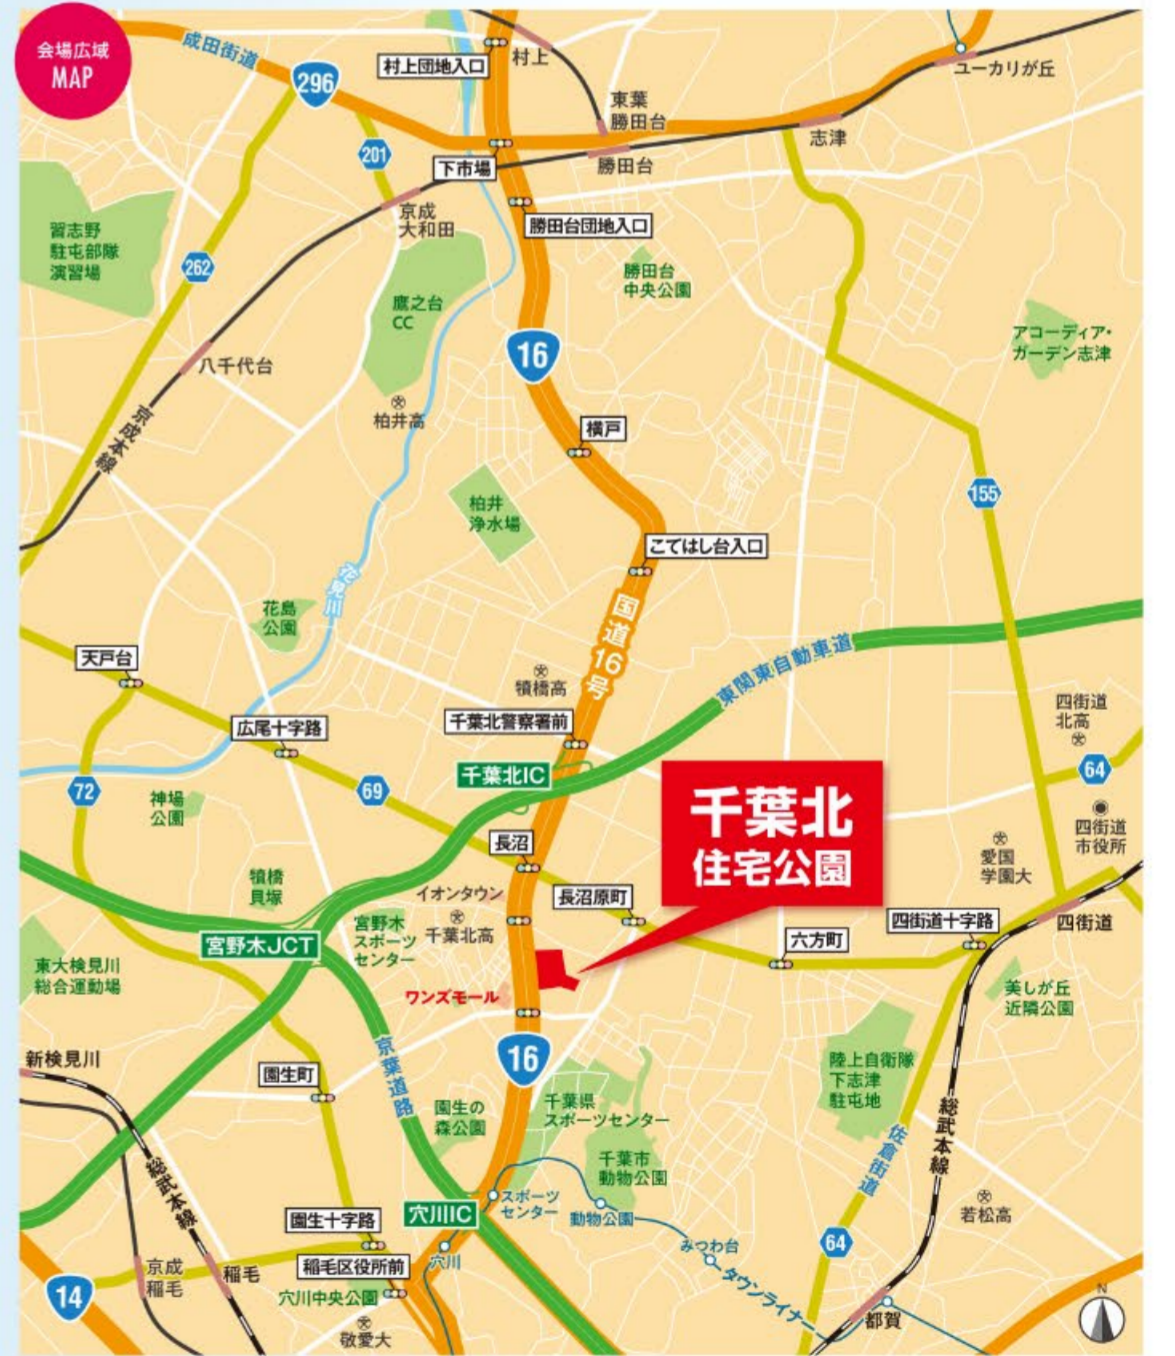 会場広域
MAP
成田街道
296
村上団地入口
村上
ユーカリが丘
東葉
勝田台
志津
201
下市場
勝田台
京成
大和田
勝田台団地入口
習志野
駐屯部隊
演習場
262
勝田台
中央公園
鷹之台
CC
アコーディア・
ガーデン志津
16
八千代台
柏井高
京成本線
横戸
155
柏井
浄水場
こてはし台入口
花見川
花島
公園
国道16号
天戸台
東関東自動車道
犢橋高
四街道
北高
広尾十字路
千葉北警察署前
千葉北IC
64
72
69
神場
公園
千葉北
住宅公園
四街道
市役所
長沼
愛国
学園大
犢橋
貝塚
イオンタウン
長沼原町
宮野木
スポーツ
センター
千葉北高
四街道十字路
四街道
宮野木JCT
六方町
東大検見川
総合運動場
ワンズモール
美しが丘
近隣公園
新検見川
16
京葉道路
陸上自衛隊
下志津
駐屯地
園生町
園生の
森公園
千葉県
スポーツセンター
総武本線
佐倉街道
千葉市
動物公園
総武本線
穴川IC
スポーツ
センター
動物公園
若松高
園生十字路
みつわ台
64
稲毛区役所前
穴川
京成
稲毛
稲毛
タウンライナー
14
穴川中央公園
敬愛大
都賀
N